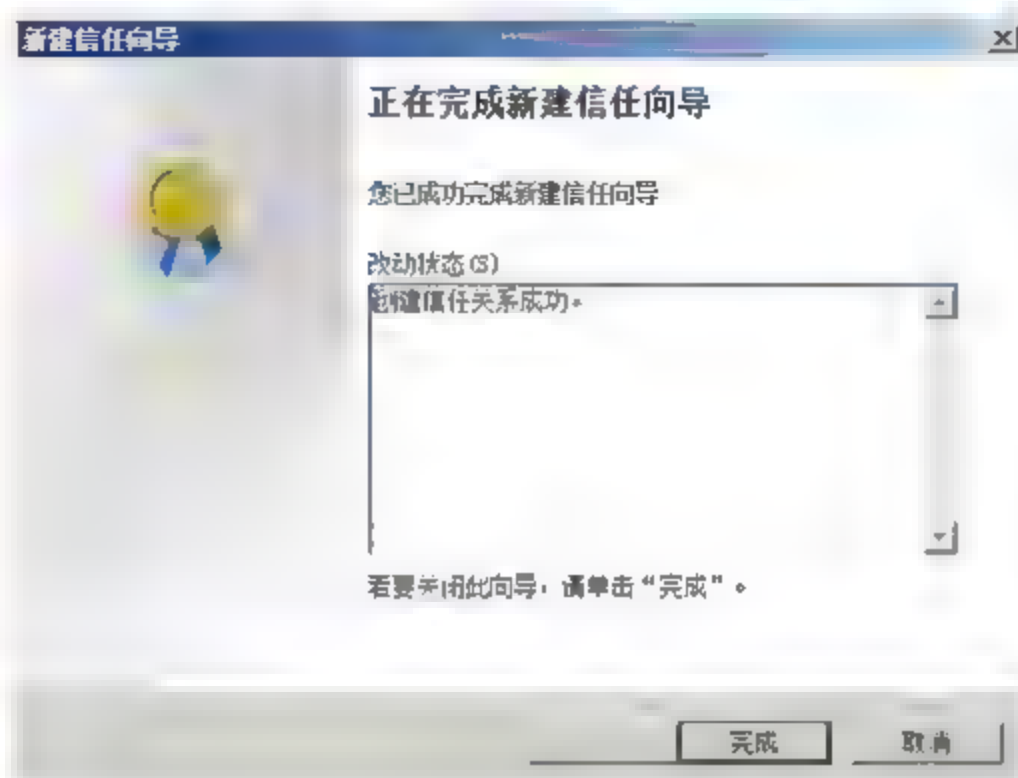 新建信任向导
正在完成新建信任向导
您已成功完成新建信任向导
改动状态(S)
创建信任关系成功。
若要关闭此向导，请单击“完成”。
完成
取消